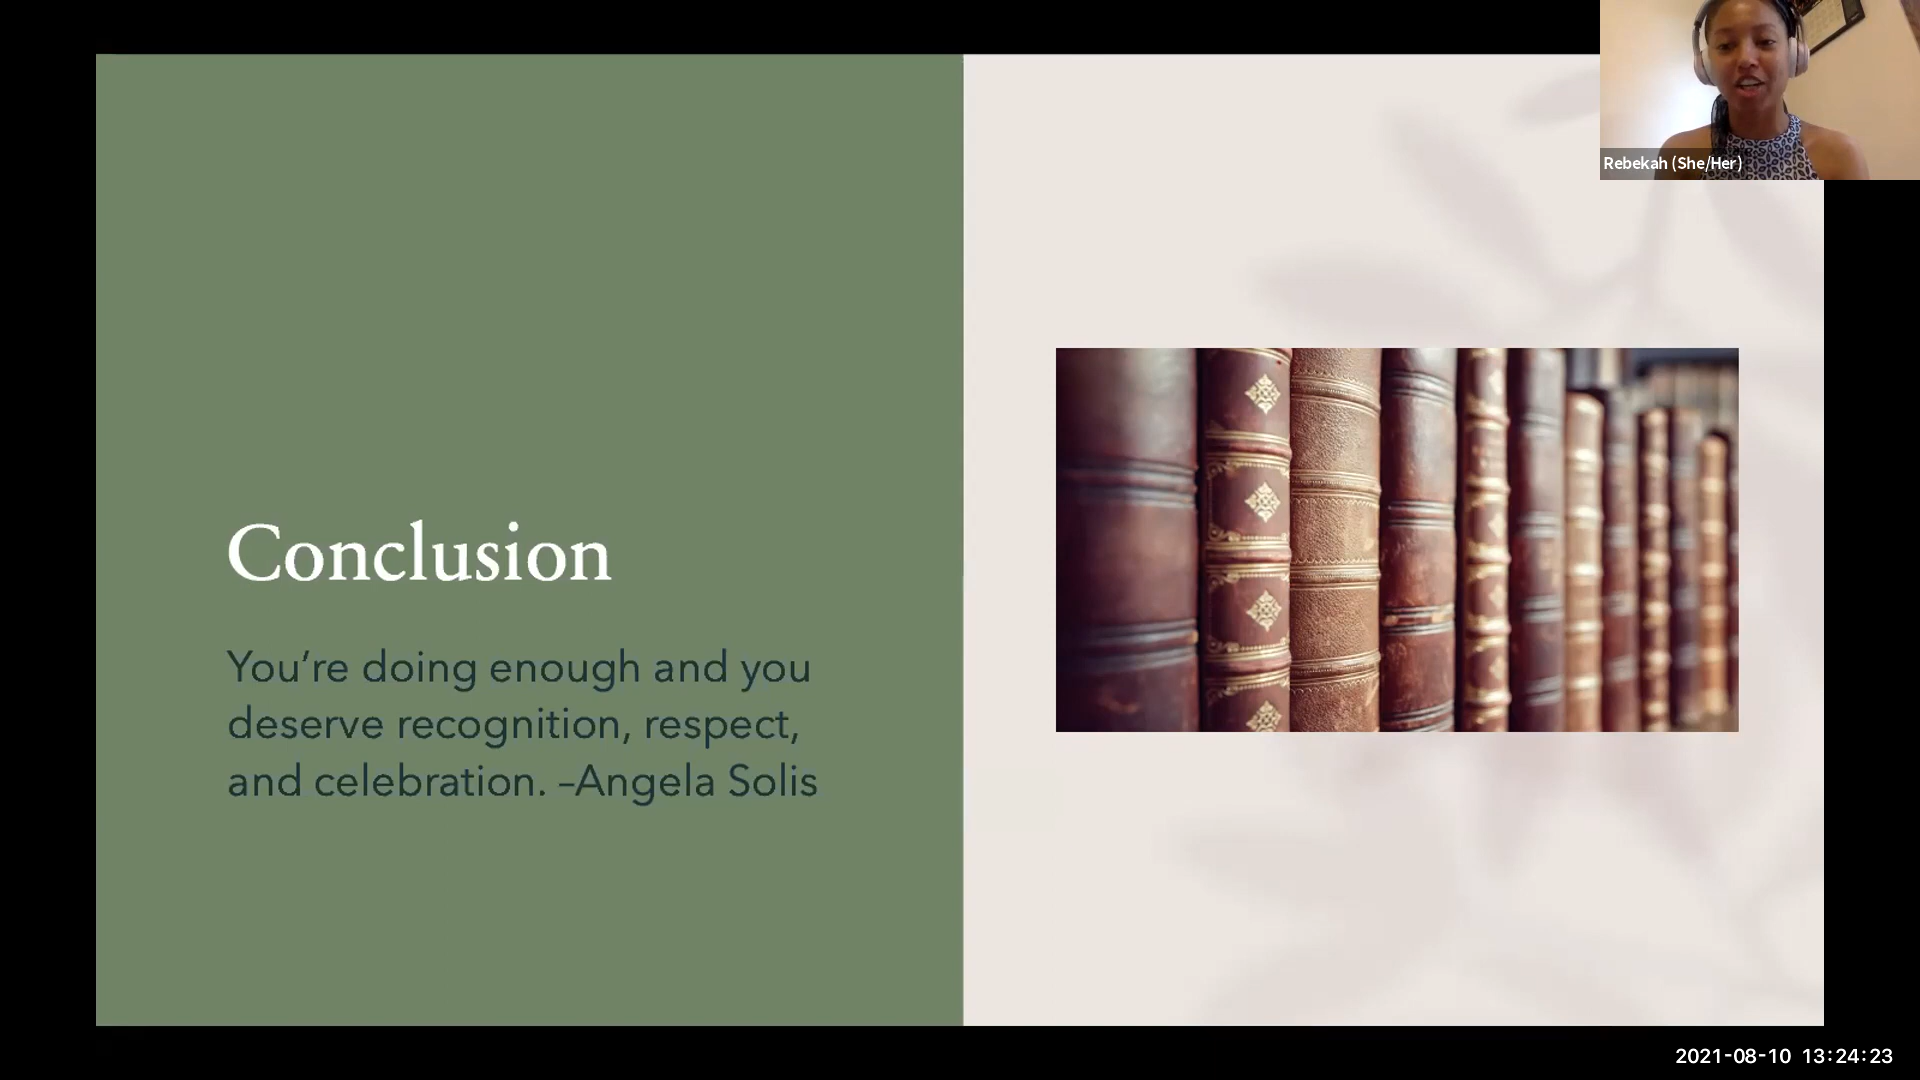 Rebekah (She/Her)
Conclusion
You’re doing enough and you
deserve recognition, respect,
and celebration. –Angela Solis
2021-08-10 13:24:23